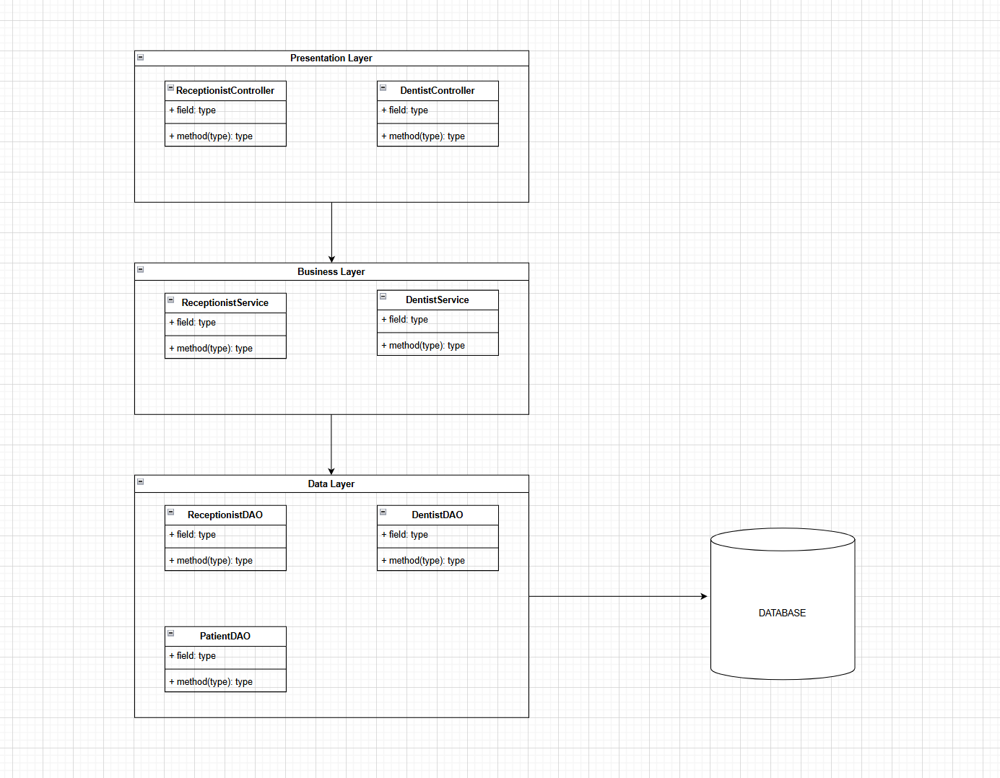 Presentation Layer
ReceptionistController
+ field: type
+ method(type): type
DentistController
+ field: type
+ method(type): type
Business Layer
ReceptionistService
+ field: type
+ method(type): type
DentistService
+ field: type
+ method(type): type
Data Layer
ReceptionistDAO
+ field: type
+ method(type): type
DentistDAO
+ field: type
+ method(type): type
PatientDAO
+ field: type
+ method(type): type
DATABASE